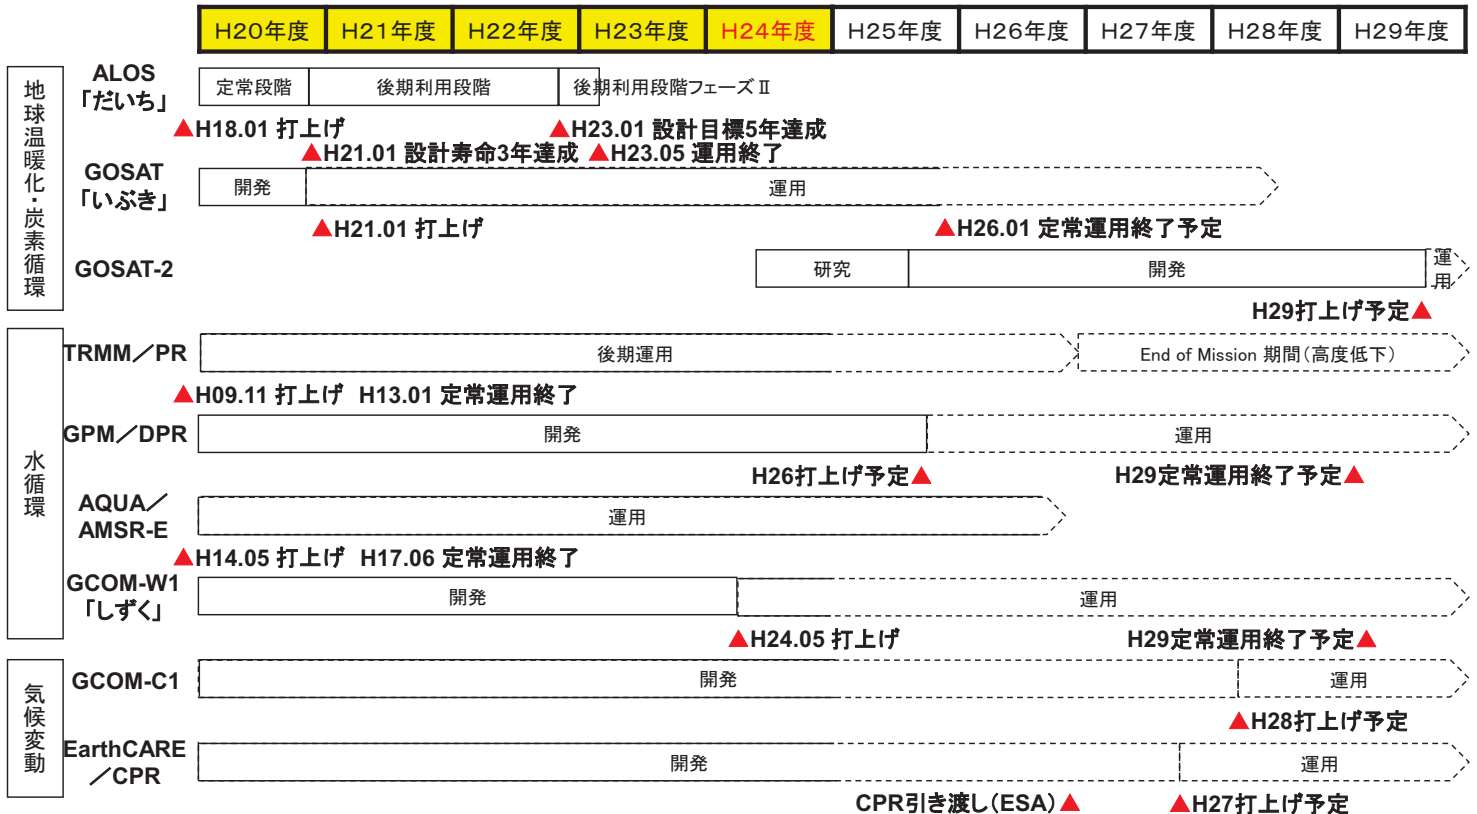 H20年度 H21年度 H22年度 H23年度 H24年度 H25年度 H26年度 H27年度 H28年度 H29年度
地球温暖化・炭素循環
ALOS
「だいち」
定常段階 後期利用段階 後期利用段階フェーズⅡ
▲H18.01 打上げ ▲H23.01 設計目標5年達成
▲H21.01 設計寿命3年達成 ▲H23.05 運用終了
GOSAT
「いぶき」
開発 運用
▲H21.01 打上げ ▲H26.01 定常運用終了予定
GOSAT-2
研究 開発 運用
H29打上げ予定▲
水循環
TRMM／PR
後期運用 End of Mission 期間(高度低下)
▲H09.11 打上げ H13.01 定常運用終了
GPM／DPR
開発 運用
H26打上げ予定▲ H29定常運用終了予定▲
AQUA／
AMSR-E
運用
▲H14.05 打上げ H17.06 定常運用終了
GCOM-W1
「しずく」
開発 運用
▲H24.05 打上げ H29定常運用終了予定▲
気候変動
GCOM-C1
開発 運用
▲H28打上げ予定
EarthCARE
／CPR
開発 運用
CPR引き渡し(ESA)▲ ▲H27打上げ予定